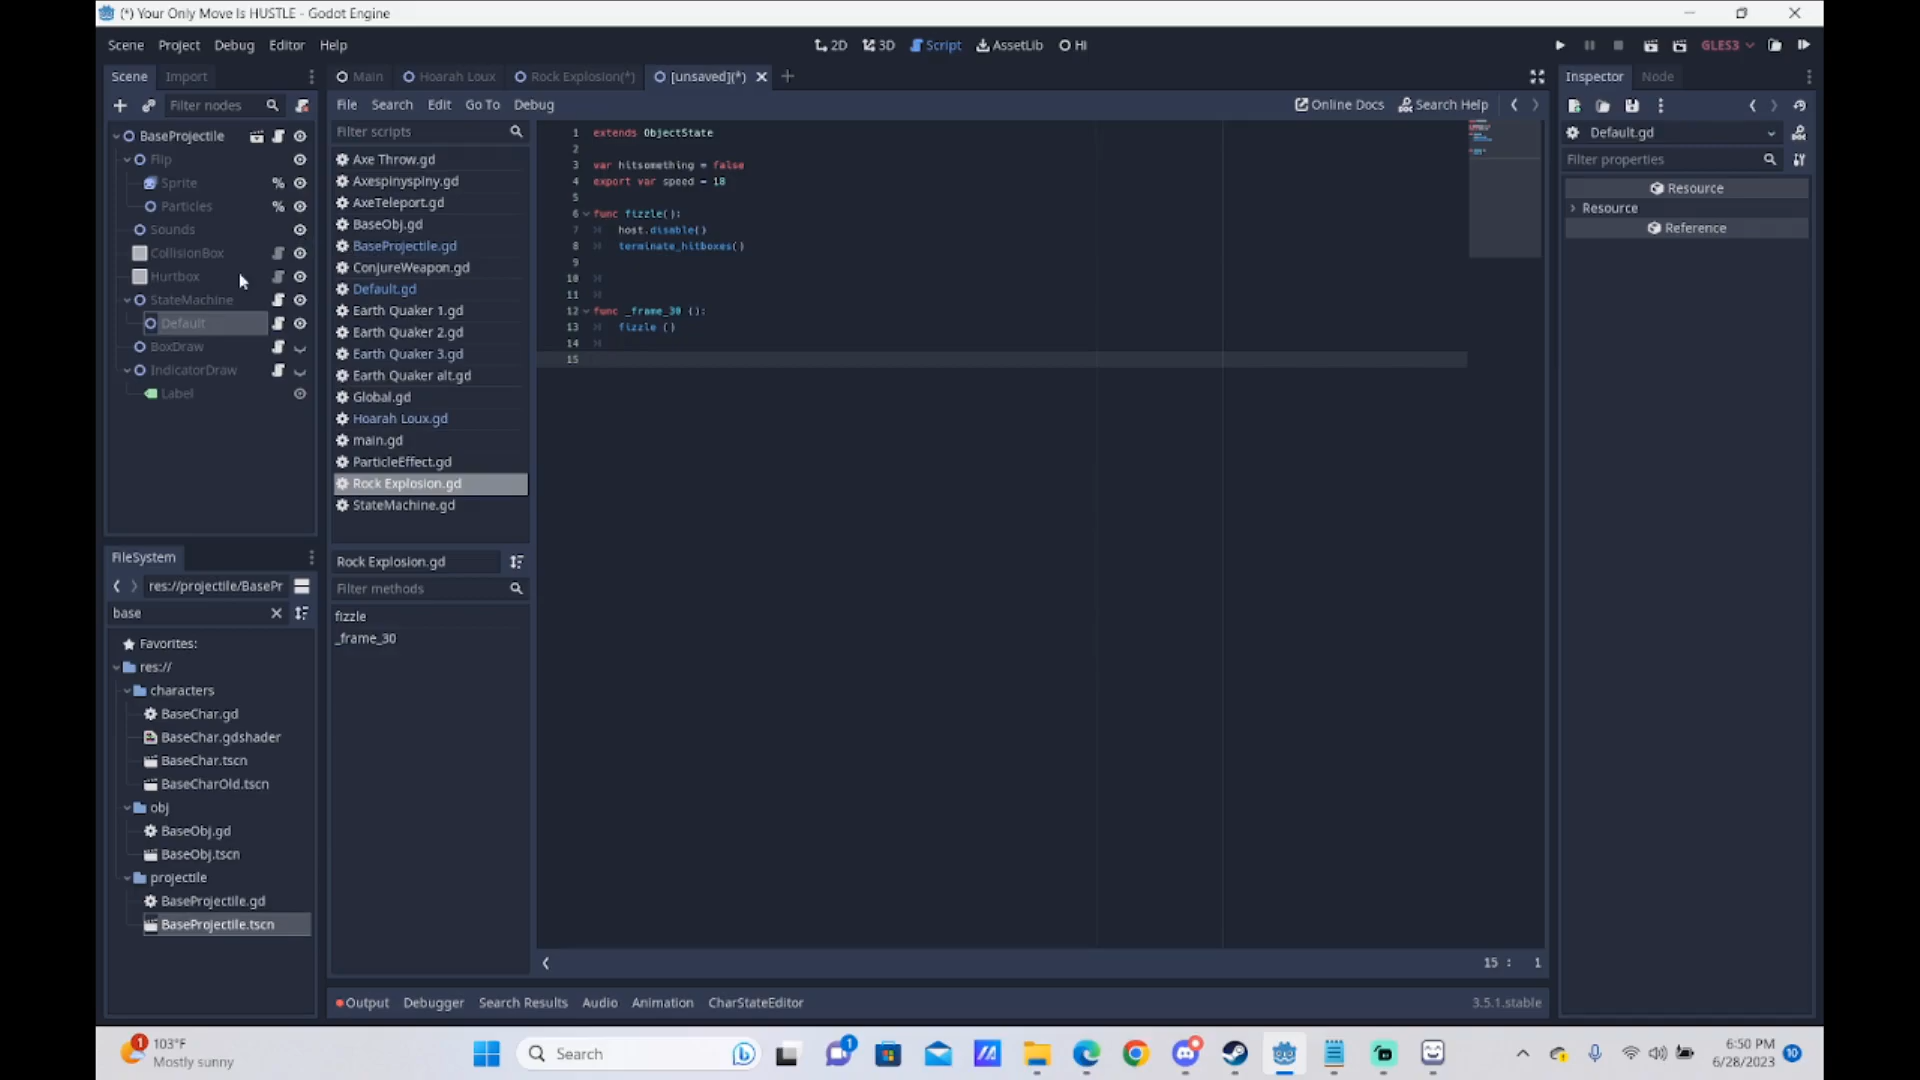 (*) Your Only Move Is HUSTLE - Godot Engine
Scene Project Debug Editor Help
2D 3D Script AssetLib HI
GLES3
Scene Import
Main Hoarah Loux Rock Explosion(*) [unsaved](*)
Inspector Node
Filter nodes
File Search Edit Go To Debug
Online Docs Search Help
BaseProjectile
Flip
Sprite
Particles
Sounds
CollisionBox
Hurtbox
StateMachine
Default
BoxDraw
IndicatorDraw
Label
Filter scripts
Axe Throw.gd
Axespinyspiny.gd
AxeTeleport.gd
BaseObj.gd
BaseProjectile.gd
ConJureWeapon.gd
Default.gd
Earth Quaker 1.gd
Earth Quaker 2.gd
Earth Quaker 3.gd
Earth Quaker alt.gd
Global.gd
Hoarah Loux.gd
main.gd
ParticleEffect.gd
Rock Explosion.gd
StateMachine.gd
1 extends ObjectState
2
3 var hitsomething = false
4 export var speed = 18
5
6 func fizzle():
7 host.disable()
8 terminate_hitboxes()
9
10
11
12 func _frame_30 ():
13 fizzle ()
14
15
Default.gd
Filter properties
Resource
Resource
Reference
FileSystem
res://projectile/BasePr
base
Favorites:
res://
characters
BaseChar.gd
BaseChar.gdshader
BaseChar.tscn
BaseCharOld.tscn
obj
BaseObj.gd
BaseObj.tscn
projectile
BaseProjectile.gd
BaseProjectile.tscn
Rock Explosion.gd
Filter methods
fizzle
_frame_30
15 : 1
Output Debugger Search Results Audio Animation CharStateEditor
3.5.1.stable
1
103°F
Mostly sunny
Search
1
6:50 PM
6/28/2023
10